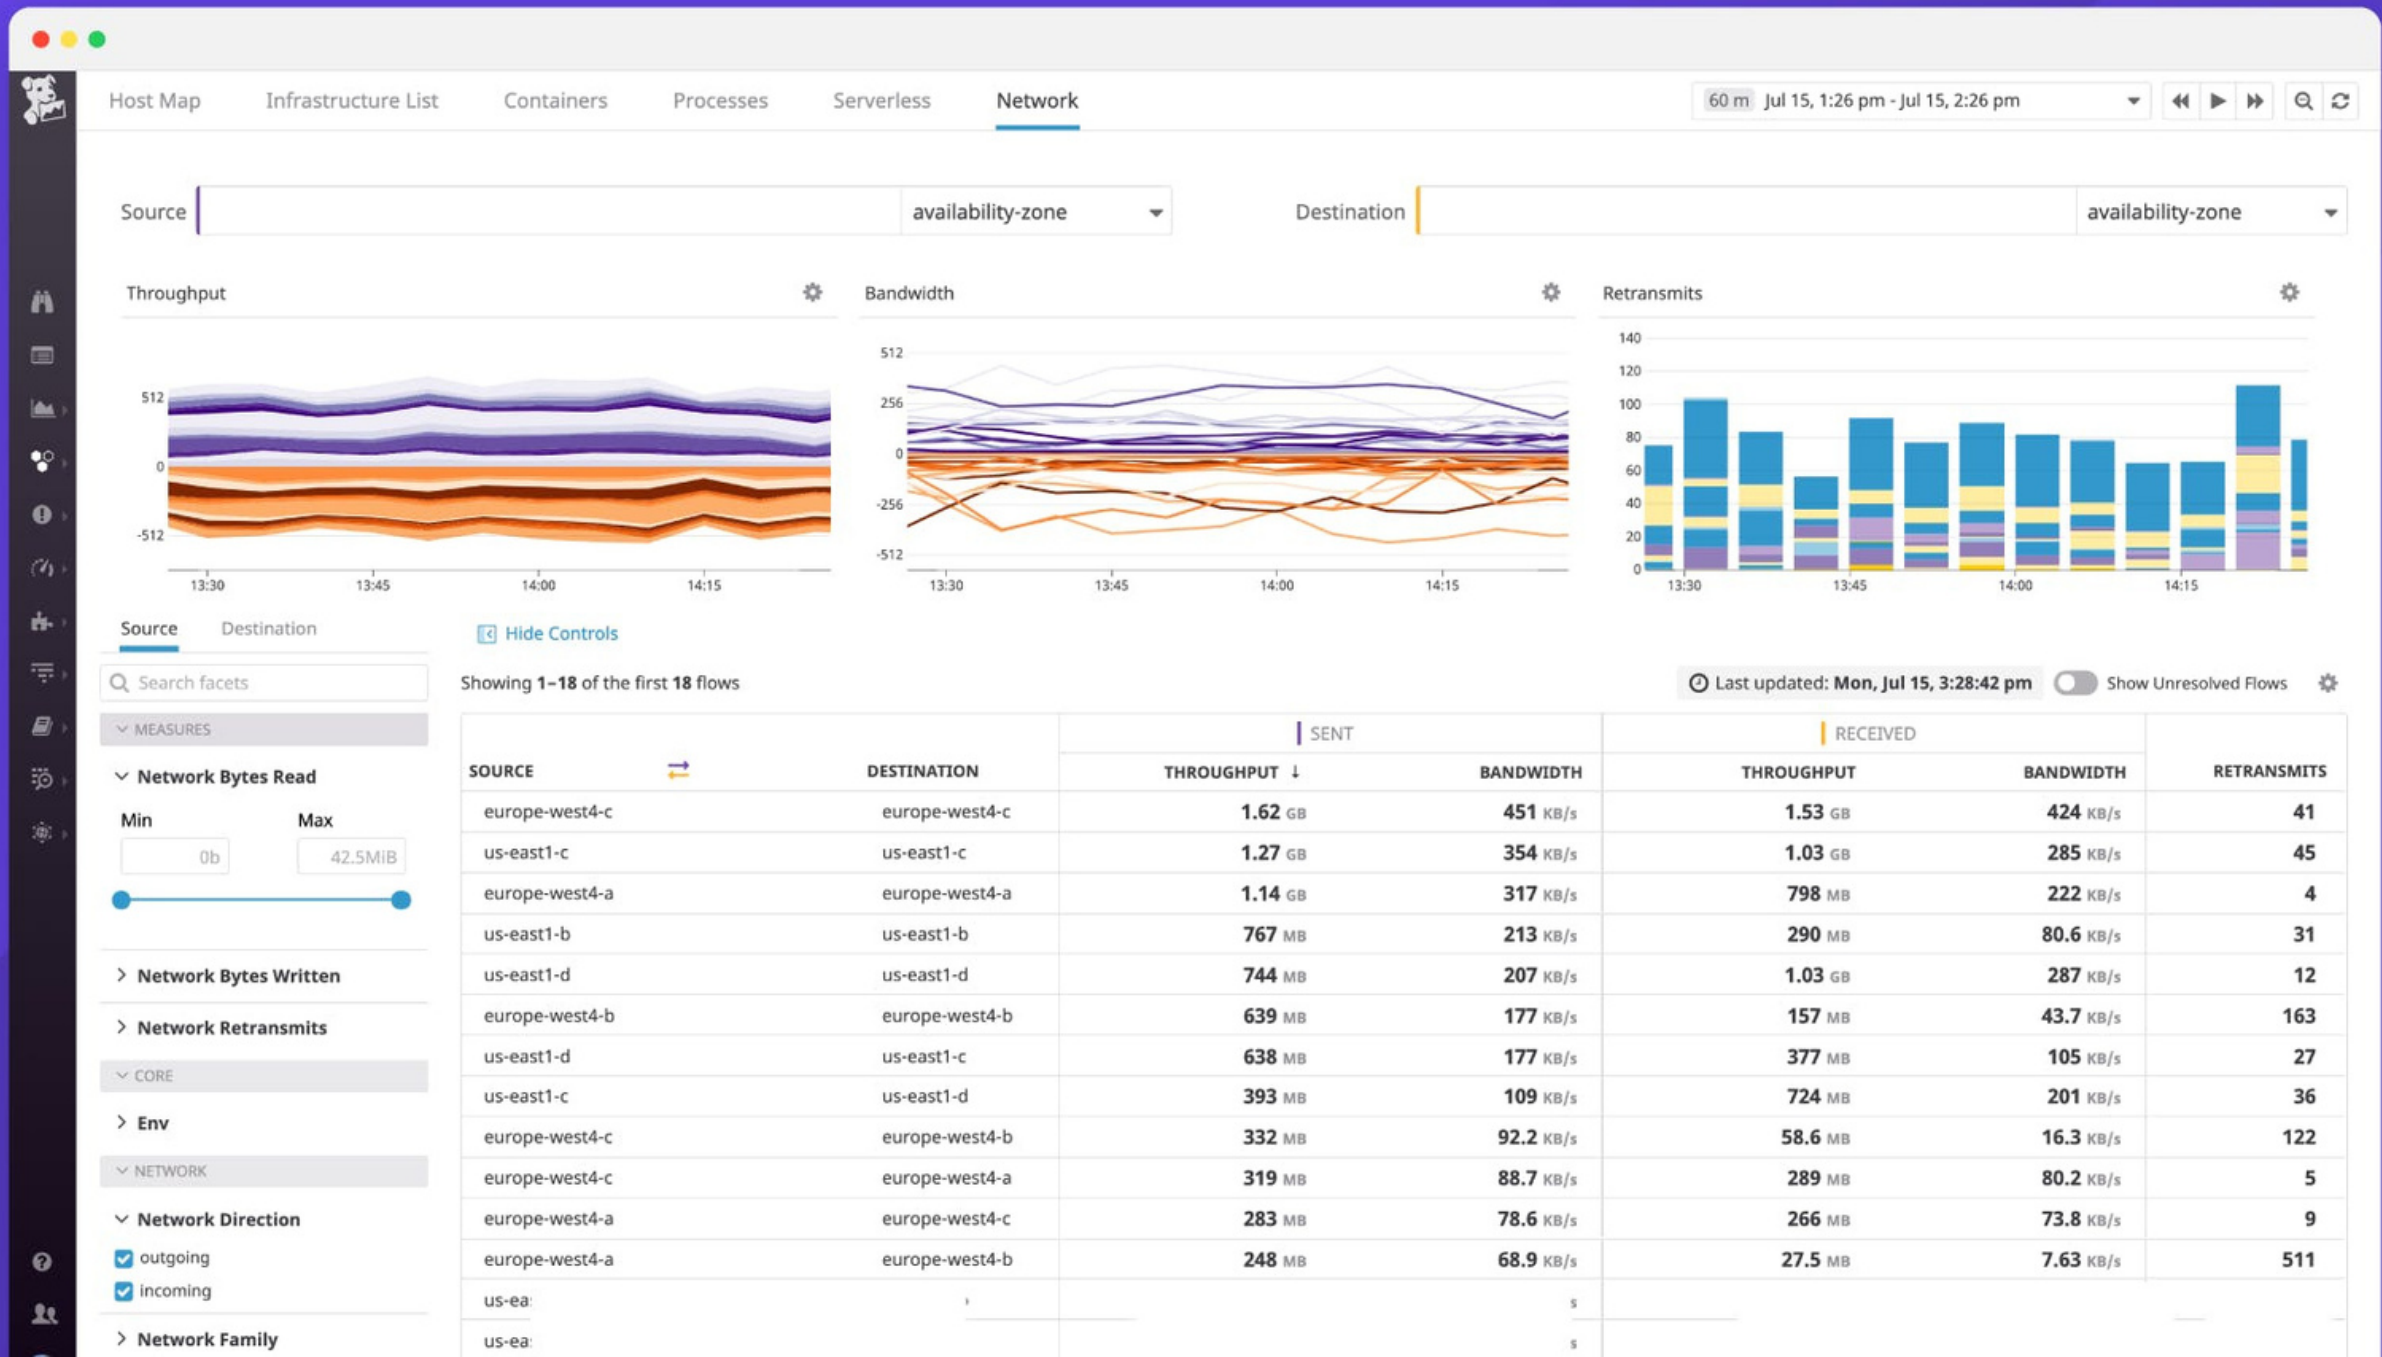 Host Map Infrastructure List Containers Processes Serverless Network 60 m Jul 15, 1:26 pm - Jul 15, 2:26 pm
Source availability-zone Destination availability-zone
Throughput
512
0
-512
13:30 13:45 14:00 14:15
Bandwidth
512
256
0
-256
-512
13:30 13:45 14:00 14:15
Retransmits
140
120
100
80
60
40
20
0
13:30 13:45 14:00 14:15
Source Destination
Search facets
MEASURES
Network Bytes Read
Min Max
0b 42.5MiB
Network Bytes Written
Network Retransmits
CORE
Env
NETWORK
Network Direction
outgoing
incoming
Network Family
Hide Controls
Showing 1–18 of the first 18 flows Last updated: Mon, Jul 15, 3:28:42 pm Show Unresolved Flows
SENT RECEIVED
SOURCE DESTINATION THROUGHPUT ↓ BANDWIDTH THROUGHPUT BANDWIDTH RETRANSMITS
europe-west4-c europe-west4-c 1.62 GB 451 KB/s 1.53 GB 424 KB/s 41
us-east1-c us-east1-c 1.27 GB 354 KB/s 1.03 GB 285 KB/s 45
europe-west4-a europe-west4-a 1.14 GB 317 KB/s 798 MB 222 KB/s 4
us-east1-b us-east1-b 767 MB 213 KB/s 290 MB 80.6 KB/s 31
us-east1-d us-east1-d 744 MB 207 KB/s 1.03 GB 287 KB/s 12
europe-west4-b europe-west4-b 639 MB 177 KB/s 157 MB 43.7 KB/s 163
us-east1-d us-east1-c 638 MB 177 KB/s 377 MB 105 KB/s 27
us-east1-c us-east1-d 393 MB 109 KB/s 724 MB 201 KB/s 36
europe-west4-c europe-west4-b 332 MB 92.2 KB/s 58.6 MB 16.3 KB/s 122
europe-west4-c europe-west4-a 319 MB 88.7 KB/s 289 MB 80.2 KB/s 5
europe-west4-a europe-west4-c 283 MB 78.6 KB/s 266 MB 73.8 KB/s 9
europe-west4-a europe-west4-b 248 MB 68.9 KB/s 27.5 MB 7.63 KB/s 511
us-ea
us-ea